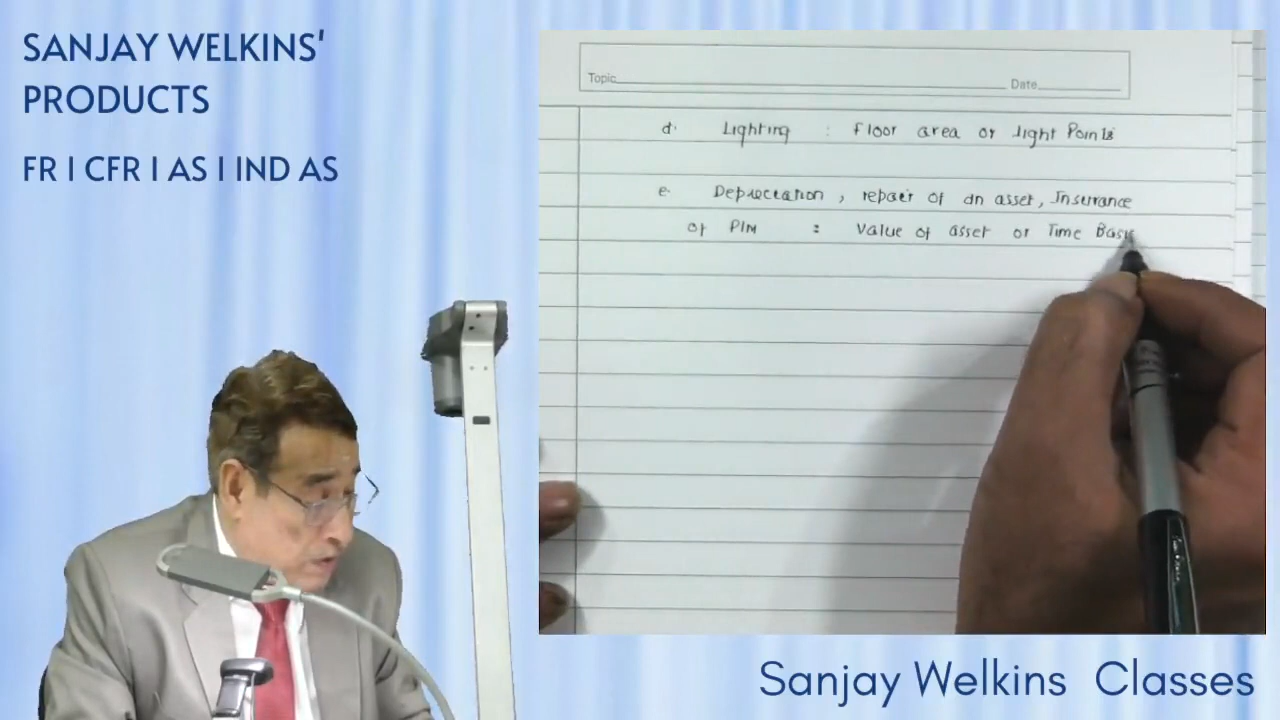 SANJAY WELKINS'
PRODUCTS
FR I CFR I AS I IND AS
Topic
Date
d. Lighting : Floor area or light Points
e. Depreciation, repair of an asset, Insurance
of P/M : Value of asset or Time Basis
Sanjay Welkins Classes